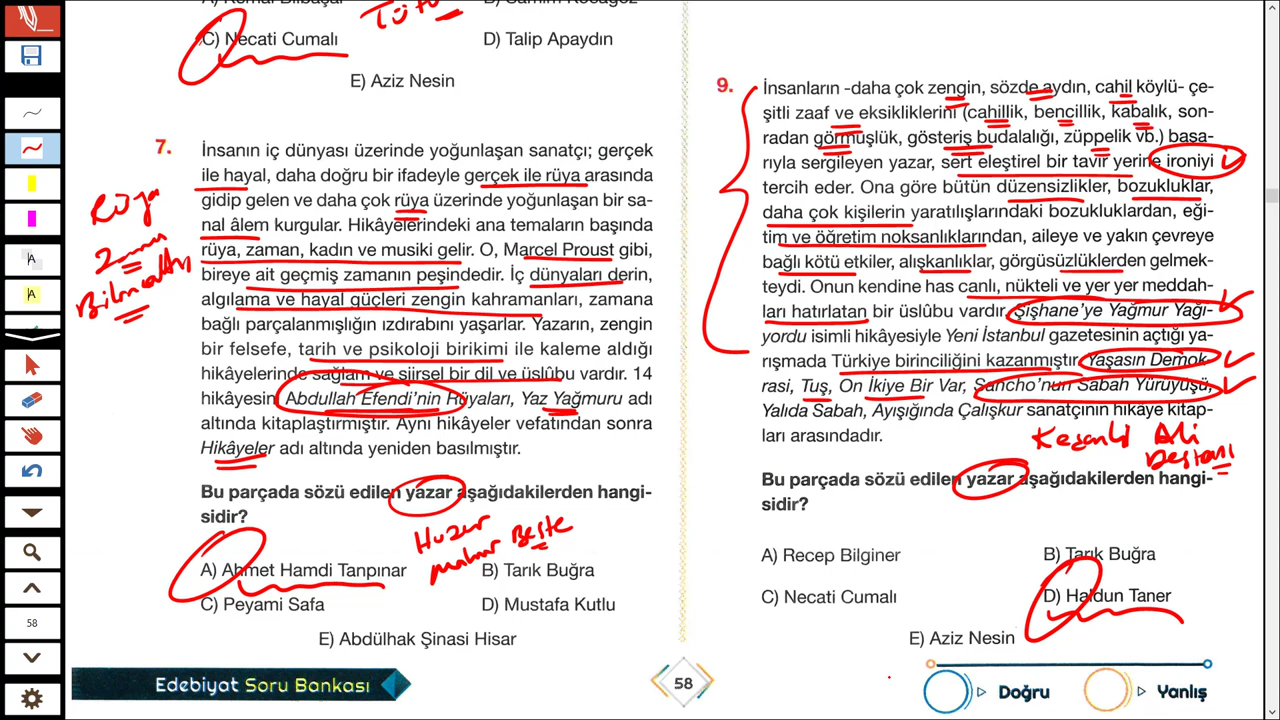 A) Kemal Bilbaşar
B) Samim Kocagöz
C) Necati Cumalı
D) Talip Apaydın
E) Aziz Nesin
7.
İnsanın iç dünyası üzerinde yoğunlaşan sanatçı; gerçek
ile hayal, daha doğru bir ifadeyle gerçek ile rüya arasında
gidip gelen ve daha çok rüya üzerinde yoğunlaşan bir sa-
nal âlem kurgular. Hikâyelerindeki ana temaların başında
rüya, zaman, kadın ve musiki gelir. O, Marcel Proust gibi,
bireye ait geçmiş zamanın peşindedir. İç dünyaları derin,
algılama ve hayal güçleri zengin kahramanları, zamana
bağlı parçalanmışlığın ızdırabını yaşarlar. Yazarın, zengin
bir felsefe, tarih ve psikoloji birikimi ile kaleme aldığı
hikâyelerinde sağlam ve şiirsel bir dil ve üslûbu vardır. 14
hikâyesin Abdullah Efendi'nin Rüyaları, Yaz Yağmuru adı
altında kitaplaştırmıştır. Aynı hikâyeler vefatından sonra
Hikâyeler adı altında yeniden basılmıştır.
Bu parçada sözü edilen yazar aşağıdakilerden hangi-
sidir?
Huzur
Mahur Beste
A) Ahmet Hamdi Tanpınar
B) Tarık Buğra
C) Peyami Safa
D) Mustafa Kutlu
E) Abdülhak Şinasi Hisar
Rüya
Zaman
Bilinçaltı
9.
İnsanların -daha çok zengin, sözde aydın, cahil köylü- çe-
şitli zaaf ve eksikliklerini (cahillik, bencillik, kabalık, son-
radan görmüşlük, gösteriş budalalığı, züppelik vb.) başa-
rıyla sergileyen yazar, sert eleştirel bir tavır yerine ironiyi
tercih eder. Ona göre bütün düzensizlikler, bozukluklar,
daha çok kişilerin yaratılışlarındaki bozukluklardan, eği-
tim ve öğretim noksanlıklarından, aileye ve yakın çevreye
bağlı kötü etkiler, alışkanlıklar, görgüsüzlüklerden gelmek-
teydi. Onun kendine has canlı, nükteli ve yer yer meddah-
ları hatırlatan bir üslûbu vardır. Şişhane'ye Yağmur Yağı-
yordu isimli hikâyesiyle Yeni İstanbul gazetesinin açtığı ya-
rışmada Türkiye birinciliğini kazanmıştır. Yaşasın Demok-
rasi, Tuş, On İkiye Bir Var, Sancho'nun Sabah Yürüyüşü,
Yalıda Sabah, Ayışığında Çalışkur sanatçının hikâye kitap-
ları arasındadır.
Keşanlı Ali
Destanı
Bu parçada sözü edilen yazar aşağıdakilerden hangi-
sidir?
A) Recep Bilginer
B) Tarık Buğra
C) Necati Cumalı
D) Haldun Taner
E) Aziz Nesin
Edebiyat Soru Bankası
58
Doğru
Yanlış
A
A
58